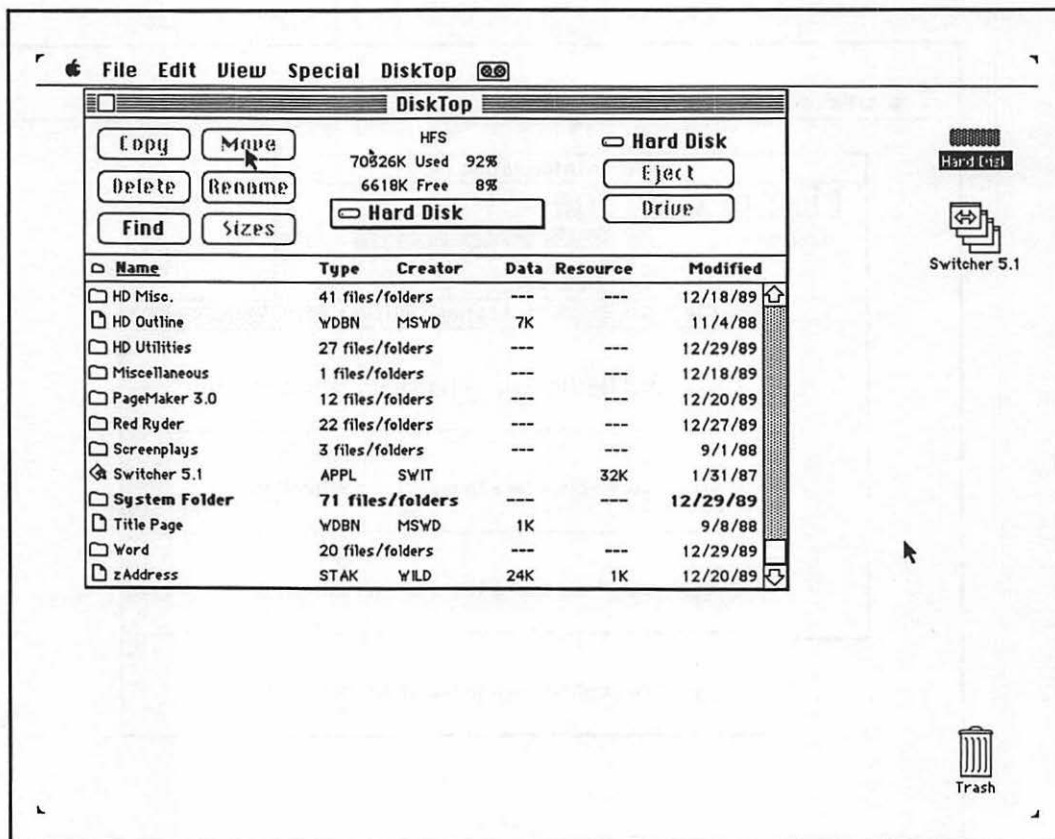 File Edit View Special DiskTop
DiskTop
Copy Move
Delete Rename
Find Sizes
HFS
70626K Used 92%
6618K Free 8%
Hard Disk
Hard Disk
Eject
Drive
Name Type Creator Data Resource Modified
HD Misc. 41 files/folders --- --- 12/18/89
HD Outline WDBN MSWD 7K 11/4/88
HD Utilities 27 files/folders --- --- 12/29/89
Miscellaneous 1 files/folders --- --- 12/18/89
PageMaker 3.0 12 files/folders --- --- 12/20/89
Red Ryder 22 files/folders --- --- 12/27/89
Screenplays 3 files/folders --- --- 9/1/88
Switcher 5.1 APPL SWIT 32K 1/31/87
System Folder 71 files/folders --- --- 12/29/89
Title Page WDBN MSWD 1K 9/8/88
Word 20 files/folders --- --- 12/29/89
zAddress STAK WILD 24K 1K 12/20/89
Hard Disk
Switcher 5.1
Trash